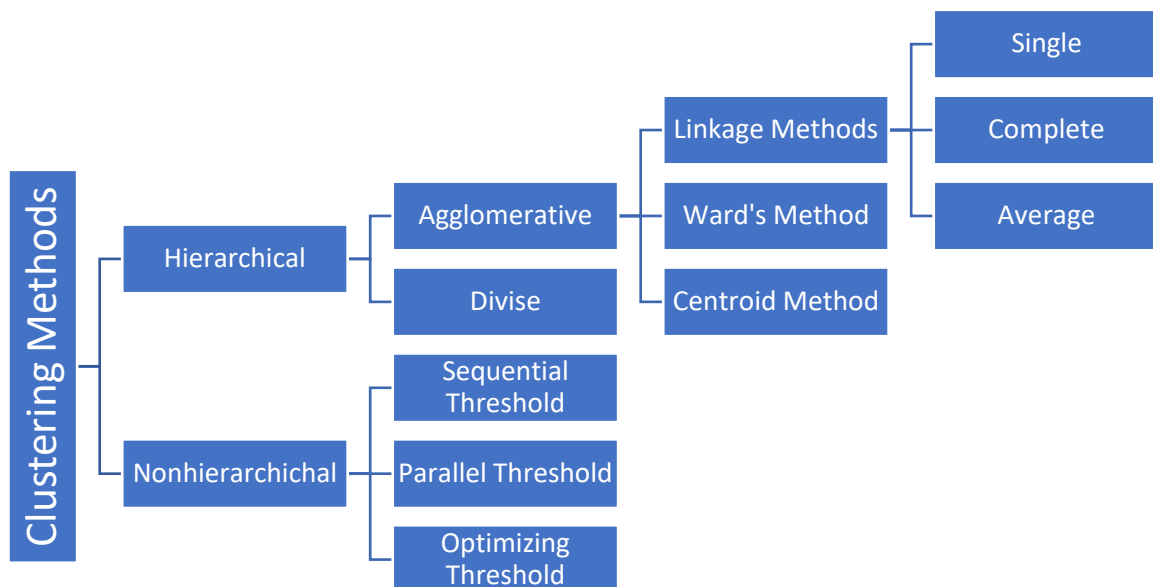 Clustering Methods
Hierarchical
Agglomerative
Linkage Methods
Single
Complete
Average
Ward's Method
Centroid Method
Divise
Nonhierarchichal
Sequential
Threshold
Parallel Threshold
Optimizing
Threshold